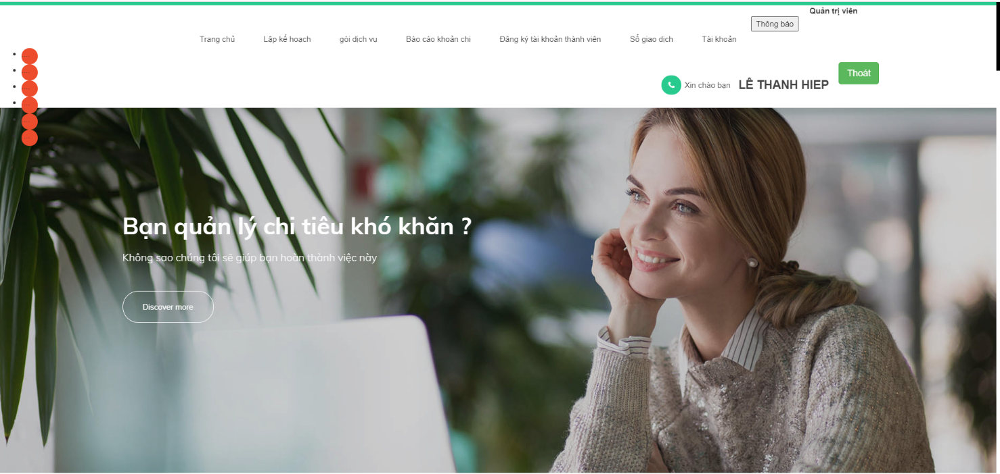 Quản trị viên
Thông báo
Trang chủ Lập kế hoạch gói dịch vụ Báo cáo khoản chi Đăng ký tài khoản thành viên Sổ giao dịch Tài khoản
Thoát
Xin chào bạn LÊ THANH HIEP
Bạn quản lý chi tiêu khó khăn ?
Không sao chúng tôi sẽ giúp bạn hoàn thành việc này
Discover more